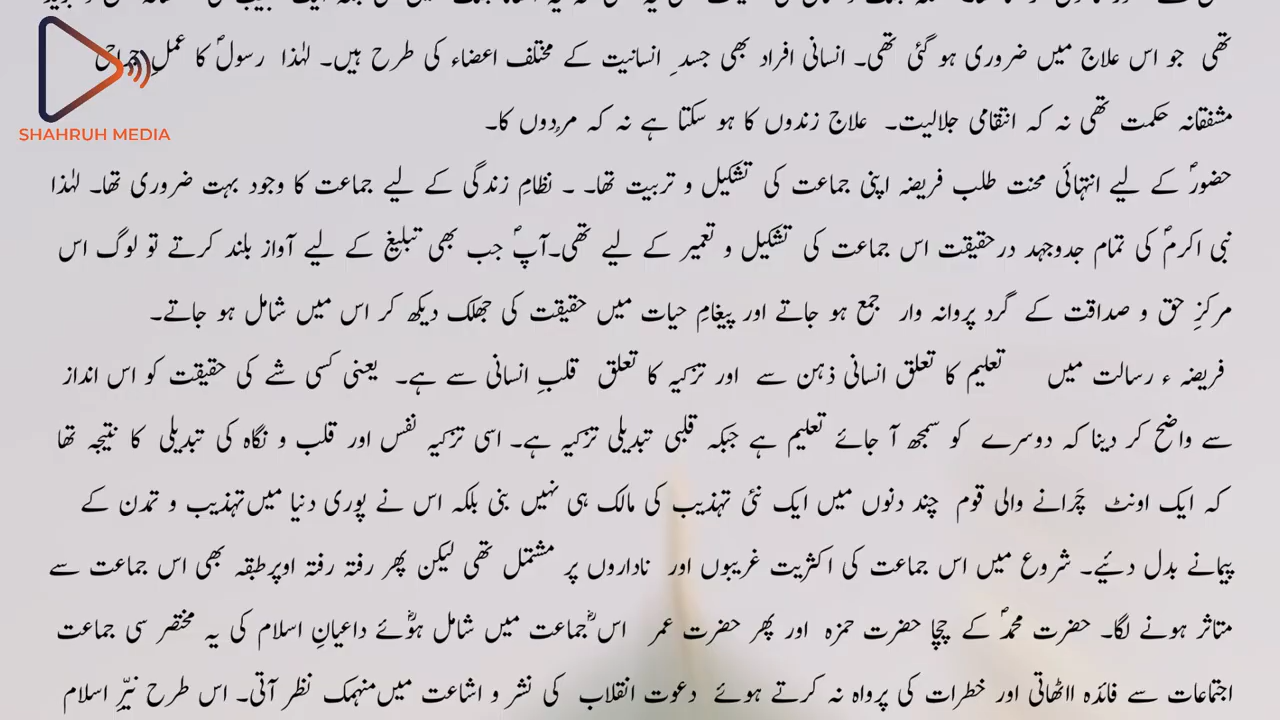 تھی جو اس علاج میں ضروری ہو گئی تھی۔ انسانی افراد بھی جسدِ انسانیت کے مختلف اعضاء کی طرح ہیں۔ لہٰذا رسولؐ کا عملِ جراحی
SHAHRUH MEDIA
مشفقانہ حکمت تھی نہ کہ انتقامی جلالیت۔ علاج زندوں کا ہو سکتا ہے نہ کہ مرُدوں کا۔
حضورؐ کے لیے انتہائی محنت طلب فریضہ اپنی جماعت کی تشکیل و تربیت تھا۔ ۔ نظامِ زندگی کے لیے جماعت کا وجود بہت ضروری تھا۔ لہٰذا
نبی اکرمؐ کی تمام جدوجہد درحقیقت اس جماعت کی تشکیل و تعمیر کے لیے تھی۔آپؐ جب بھی تبلیغ کے لیے آواز بلند کرتے تو لوگ اس
مرکزِ حق و صداقت کے گرد پروانہ وار جمع ہو جاتے اور پیغامِ حیات میں حقیقت کی جھلک دیکھ کر اس میں شامل ہو جاتے۔
فریضہ ء رسالت میں تعلیم کا تعلق انسانی ذہن سے اور تزکیہ کا تعلق قلبِ انسانی سے ہے۔ یعنی کسی شے کی حقیقت کو اس انداز
سے واضح کر دینا کہ دوسرے کو سمجھ آ جائے تعلیم ہے جبکہ قلبی تبدیلی تزکیہ ہے۔ اسی تزکیہ نفس اور قلب و نگاہ کی تبدیلی کا نتیجہ تھا
کہ ایک اونٹ چَرانے والی قوم چند دنوں میں ایک نئی تہذیب کی مالک ہی نہیں بنی بلکہ اس نے پوری دنیا میں تہذیب و تمدن کے
پیمانے بدل دئیے۔ شروع میں اس جماعت کی اکثریت غریبوں اور ناداروں پر مشتمل تھی لیکن پھر رفتہ رفتہ اوپرطبقہ بھی اس جماعت سے
متاثر ہونے لگا۔ حضرت محمدؐ کے چچا حضرت حمزہ اور پھر حضرت عمر اسؓ جماعت میں شامل ہوؓئے داعیانِ اسلام کی یہ مختصر سی جماعت
اجتماعات سے فائدہ ااٹھاتی اور خطرات کی پرواہ نہ کرتے ہوئے دعوت انقلاب کی نشر و اشاعت میں منہمک نظر آتی۔ اس طرح نیّرِ اسلام